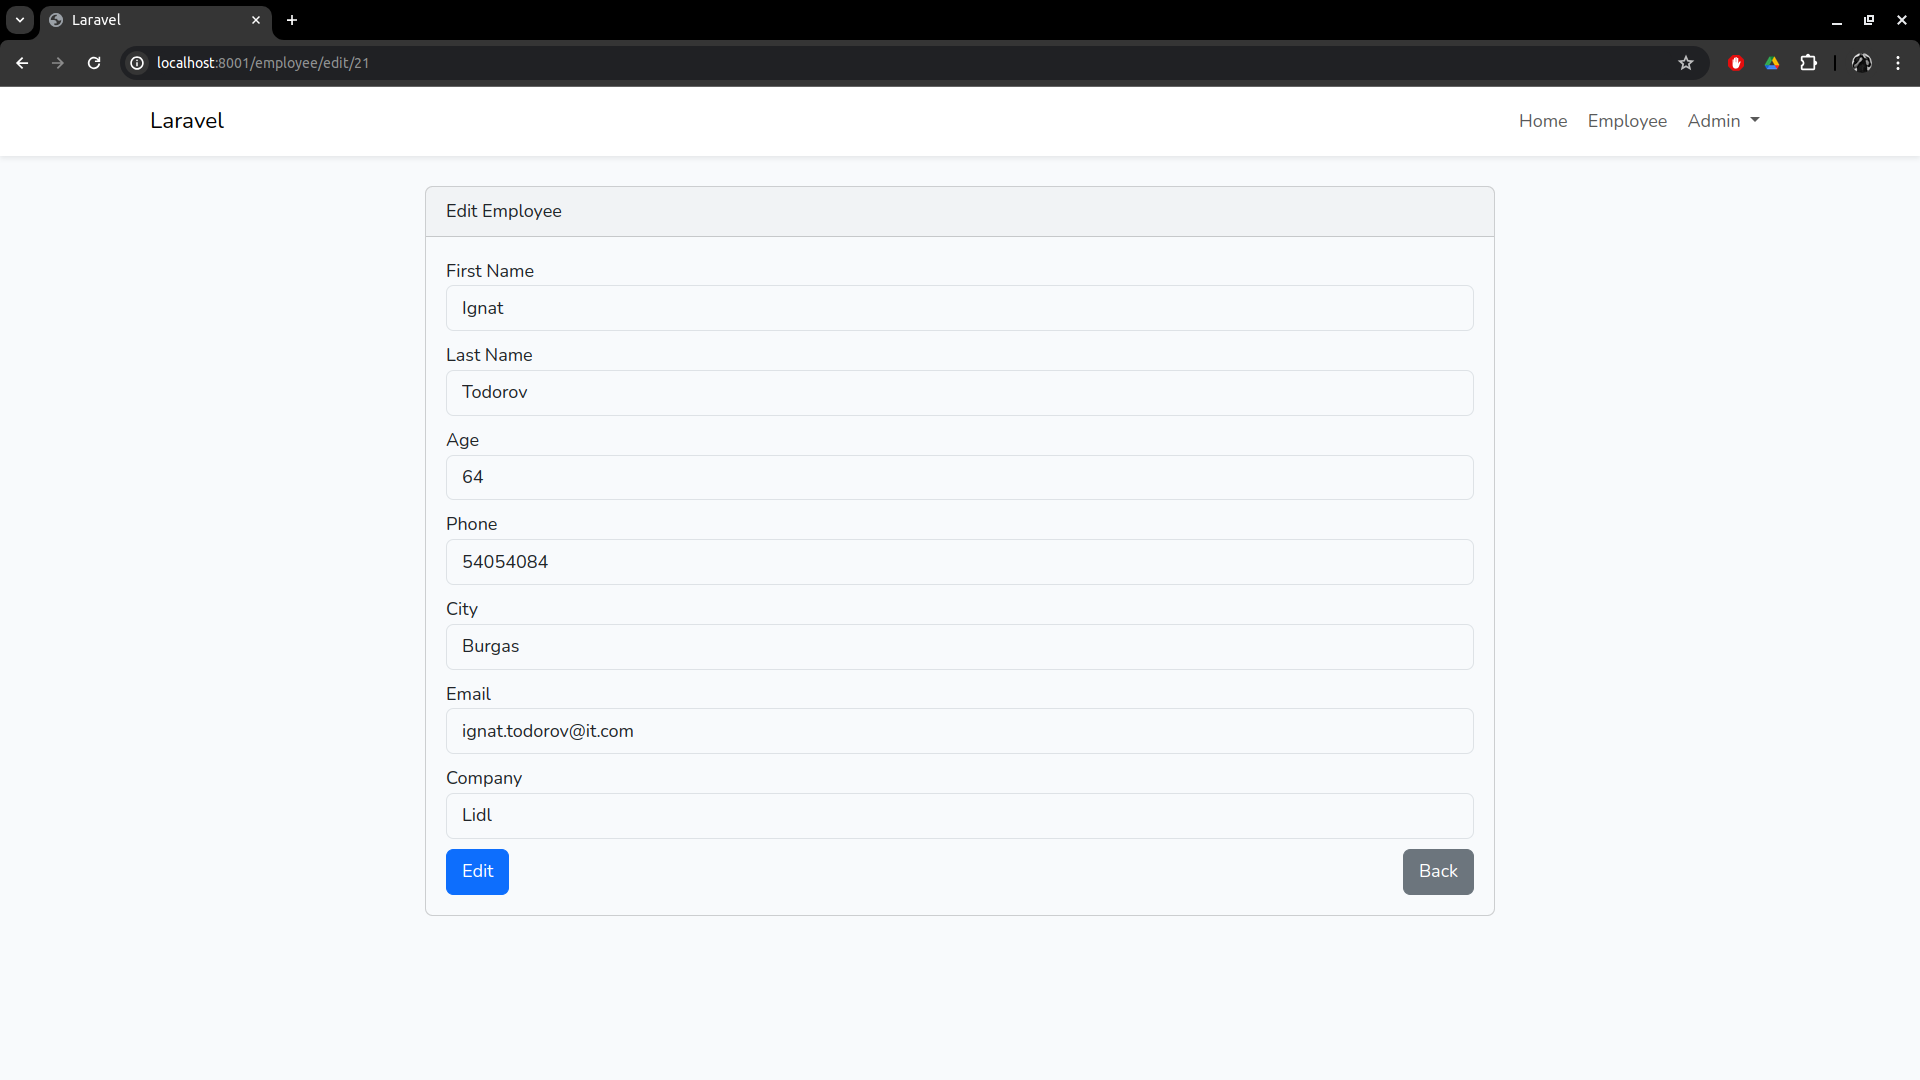 Laravel
localhost:8001/employee/edit/21
Laravel
Home Employee Admin
Edit Employee
First Name
Ignat
Last Name
Todorov
Age
64
Phone
54054084
City
Burgas
Email
ignat.todorov@it.com
Company
Lidl
Edit Back